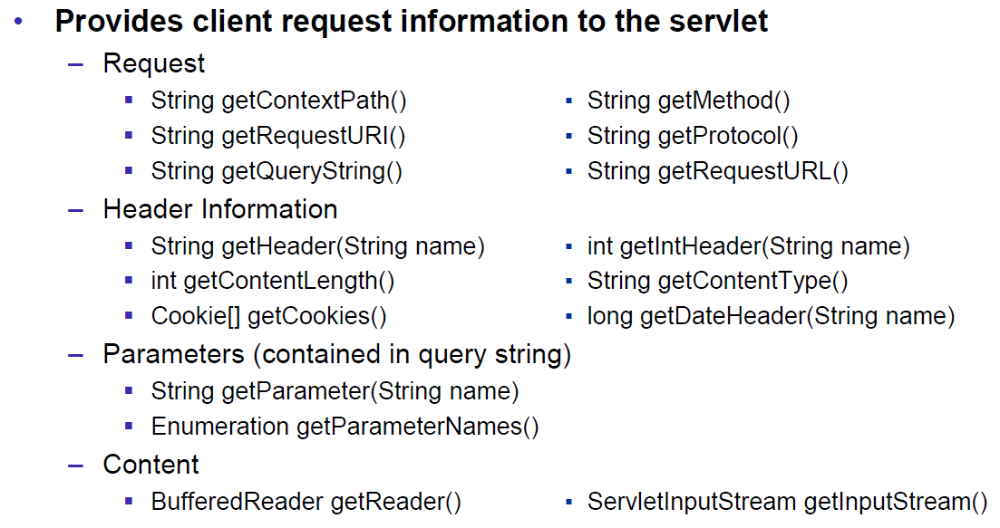 • Provides client request information to the servlet
– Request
▪ String getContextPath() ▪ String getMethod()
▪ String getRequestURI() ▪ String getProtocol()
▪ String getQueryString() ▪ String getRequestURL()
– Header Information
▪ String getHeader(String name) ▪ int getIntHeader(String name)
▪ int getContentLength() ▪ String getContentType()
▪ Cookie[] getCookies() ▪ long getDateHeader(String name)
– Parameters (contained in query string)
▪ String getParameter(String name)
▪ Enumeration getParameterNames()
– Content
▪ BufferedReader getReader() ▪ ServletInputStream getInputStream()